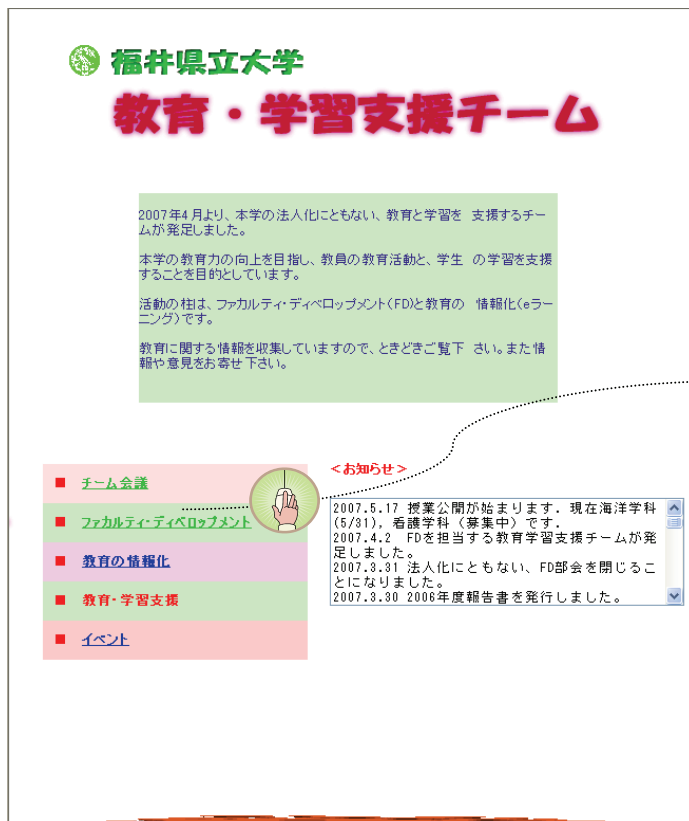 福井県立大学
教育・学習支援チーム
2007年4月より、本学の法人化にともない、教育と学習を 支援するチー
ムが発足しました。
本学の教育力の向上を目指し、教員の教育活動と、学生 の学習を支援
することを目的としています。
活動の柱は、ファカルティ・ディベロップメント(FD)と教育の 情報化(eラー
ニング)です。
教育に関する情報を収集していますので、ときどきご覧下 さい。また情
報や意見をお寄せ下さい。
■ チーム会議
■ ファカルティ・ディベロップメント
■ 教育の情報化
■ 教育・学習支援
■ イベント
＜お知らせ＞
2007.5.17 授業公開が始まります．現在海洋学科
(5/31)，看護学科（募集中）です．
2007.4.2 FDを担当する教育学習支援チームが発
足しました。
2007.3.31 法人化にともない、FD部会を閉じるこ
とになりました。
2007.3.30 2006年度報告書を発行しました。